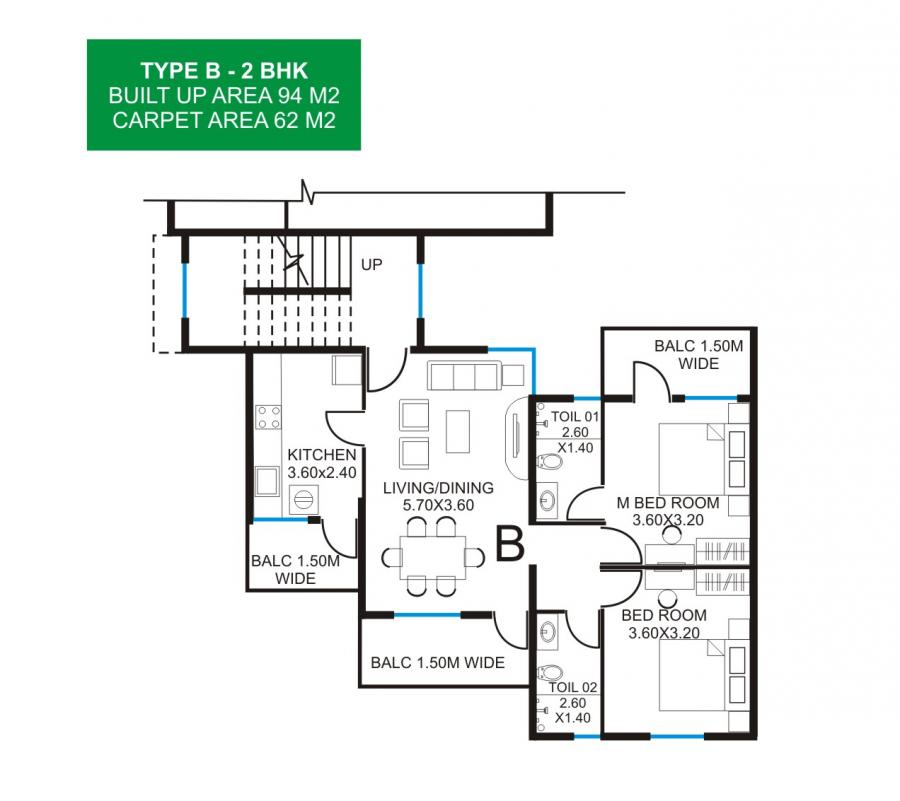 TYPE B - 2 BHK
BUILT UP AREA 94 M2
CARPET AREA 62 M2
UP
BALC 1.50M
WIDE
TOIL 01
2.60
X1.40
KITCHEN
3.60x2.40
LIVING/DINING
5.70X3.60
M BED ROOM
3.60X3.20
B
BALC 1.50M
WIDE
BED ROOM
3.60X3.20
BALC 1.50M WIDE
TOIL 02
2.60
X1.40